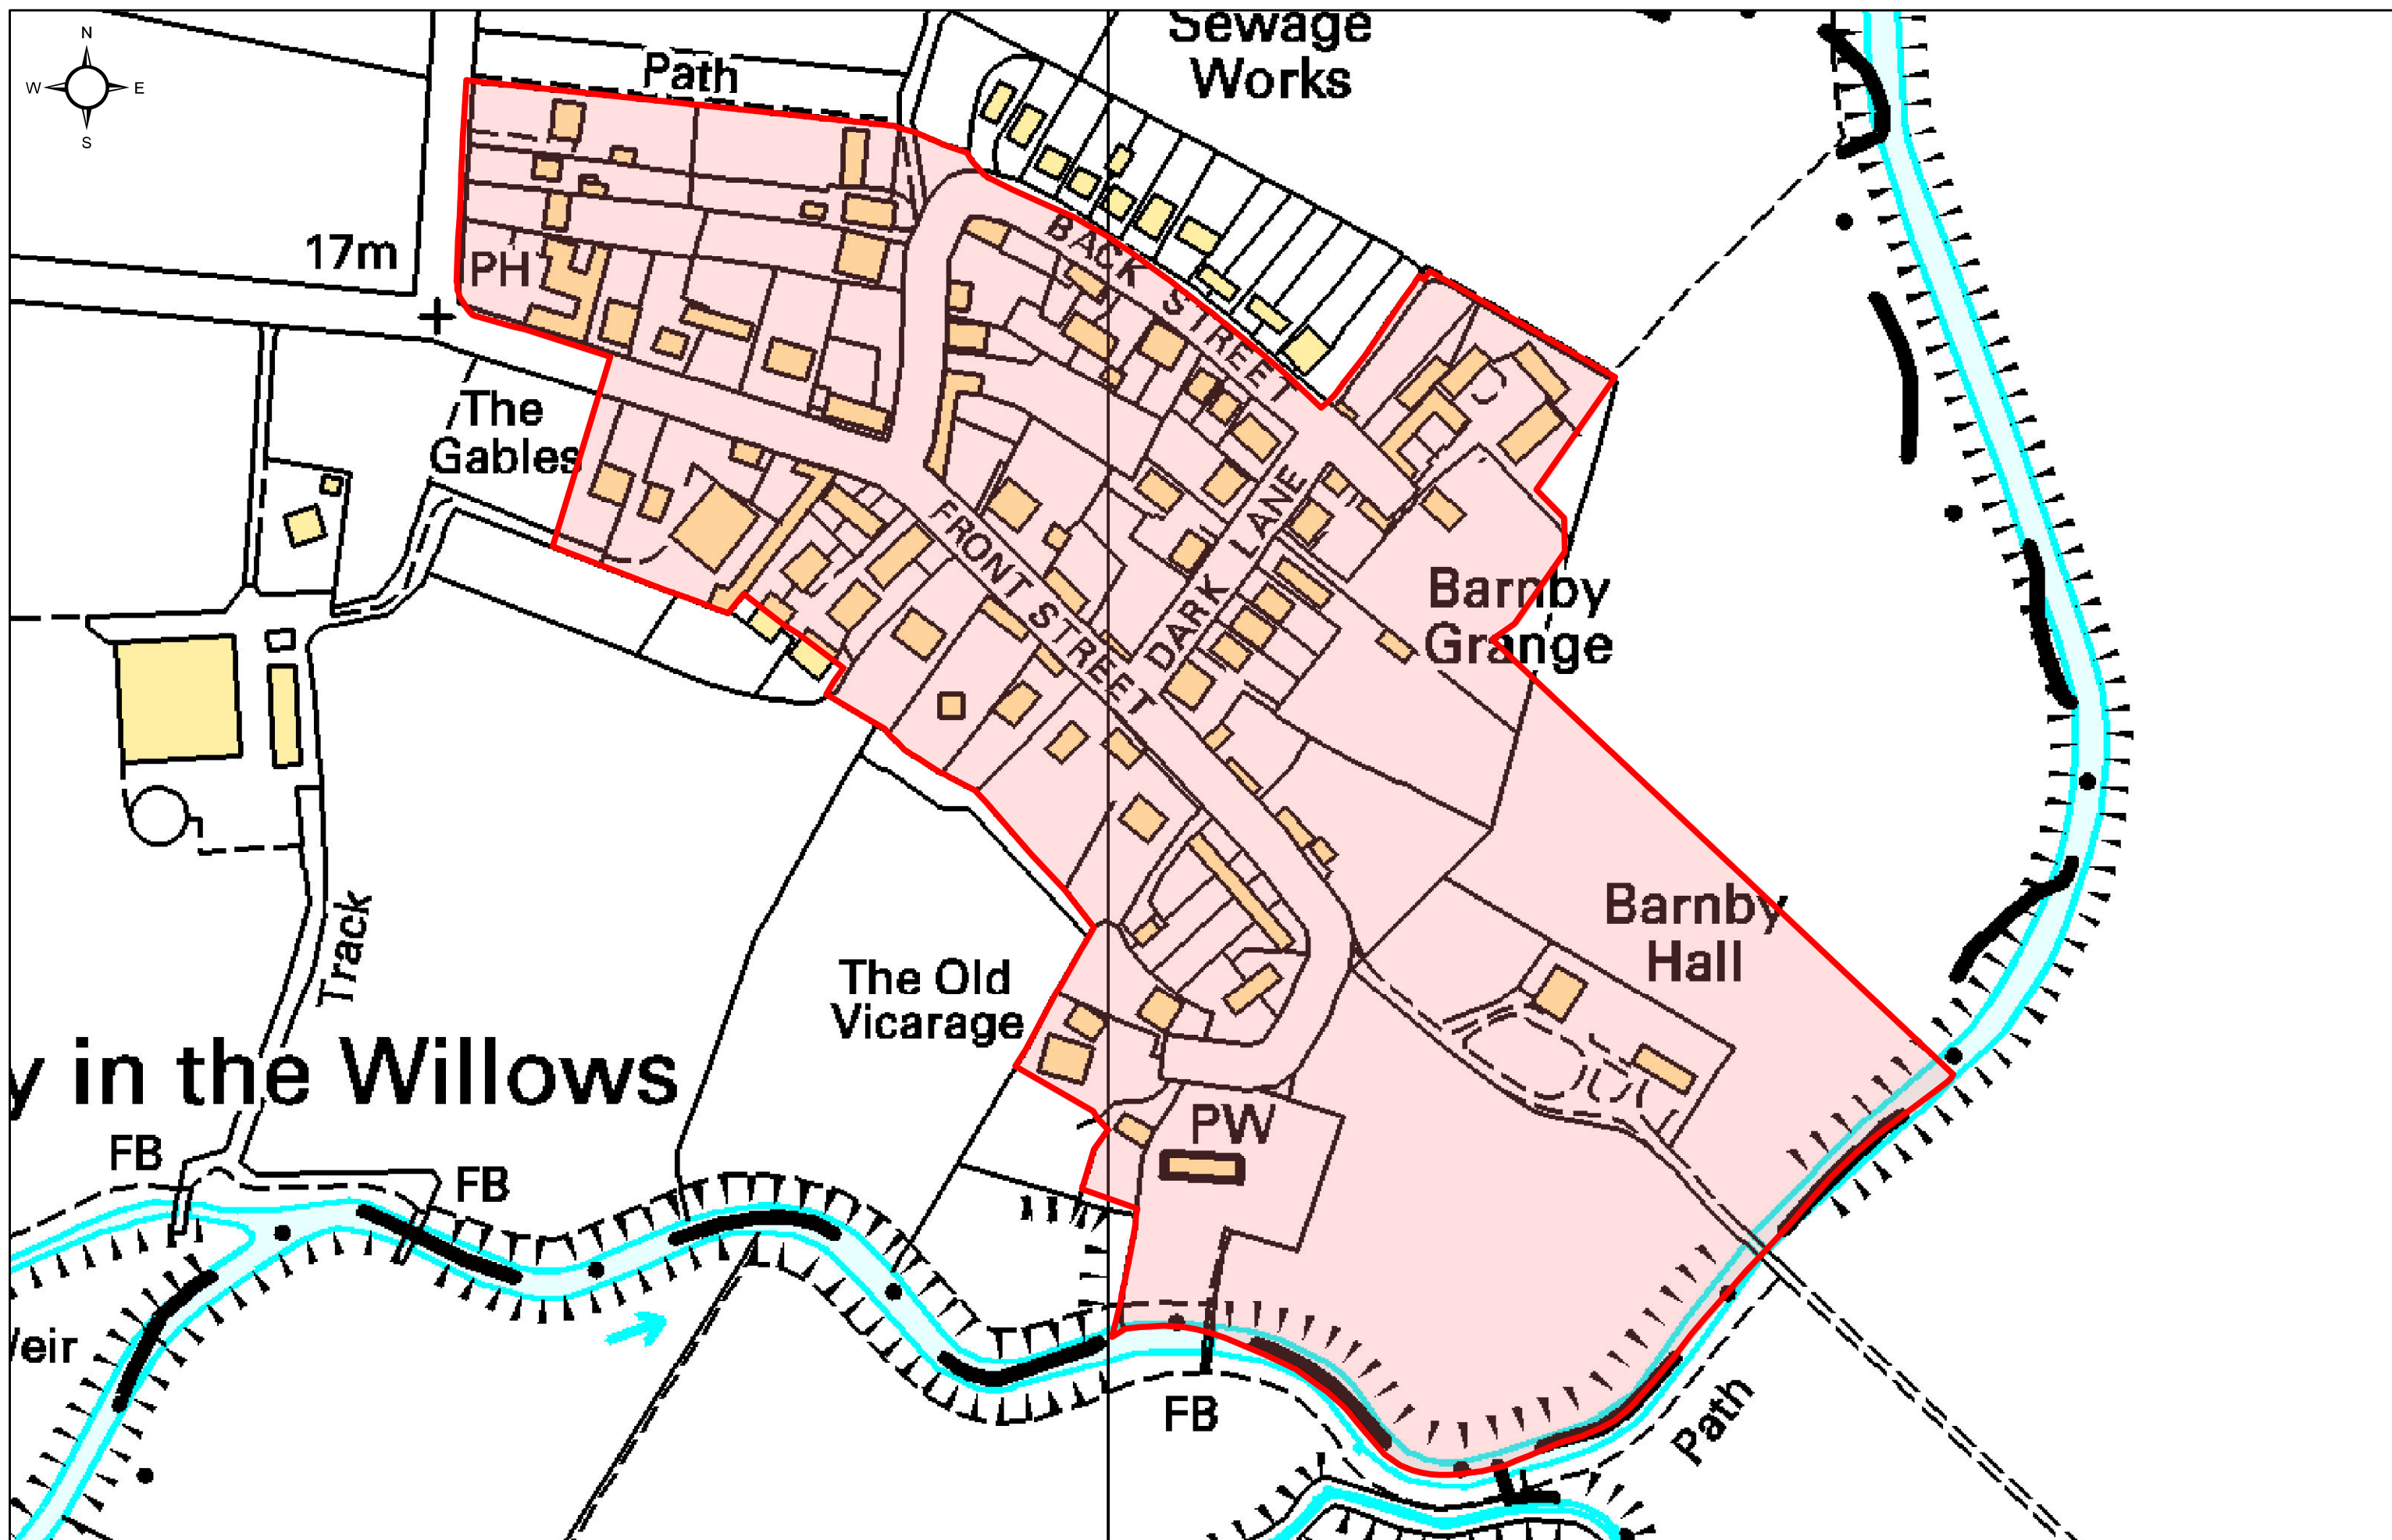 N
W E
S
Sewage
Works
Path
17m
PH
BACK STREET
The
Gables
FRONT STREET
DARK LANE
Barnby
Grange
Barnby
Hall
Track
The Old
Vicarage
y in the Willows
PW
FB
FB
FB
eir
Path